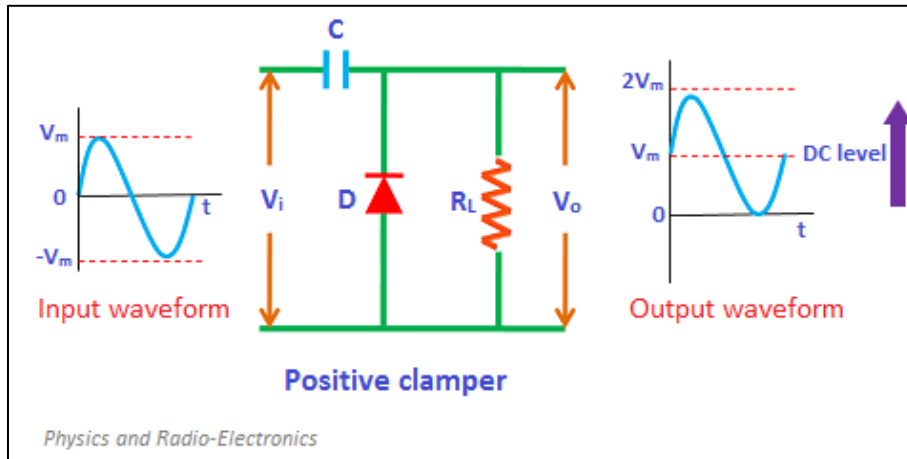 C
2Vm
Vm
Vm
DC level
0
t
Vi
D
RL
Vo
0
-Vm
t
Input waveform
Output waveform
Positive clamper
Physics and Radio-Electronics